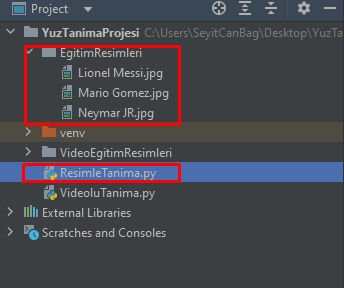 Project
YuzTanimaProjesi C:\Users\SeyitCanBag\Desktop\YuzTa
EgitimResimleri
Lionel Messi.jpg
Mario Gomez.jpg
Neymar JR.jpg
venv
VideoEgitimResimleri
ResimleTanima.py
VideoluTanima.py
External Libraries
Scratches and Consoles